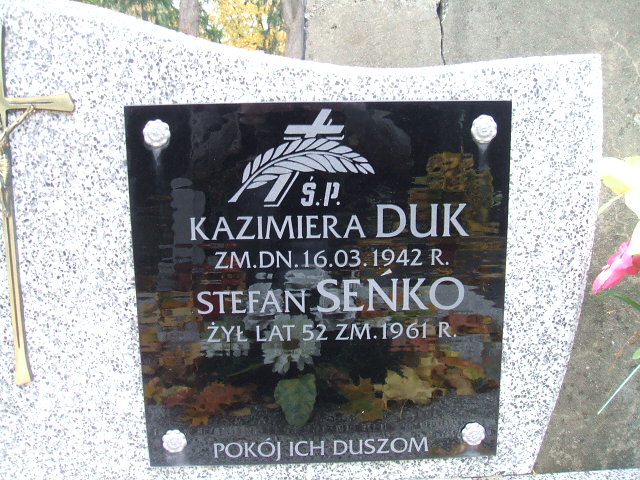 Ś.P.
KAZIMIERA DUK
ZM.DN.16.03.1942 R.
STEFAN SEŃKO
ŻYŁ LAT 52 ZM.1961 R.
POKÓJ ICH DUSZOM